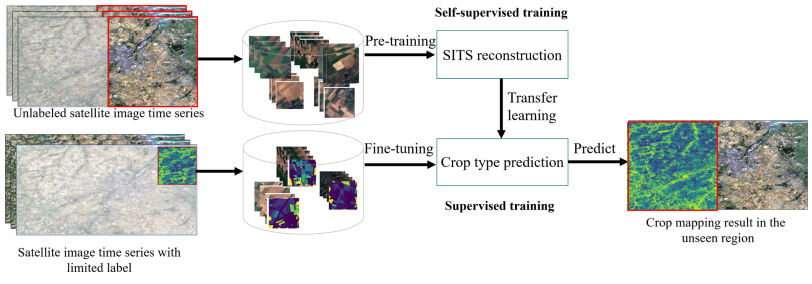 Self-supervised training
Pre-training
SITS reconstruction
Unlabeled satellite image time series
Transfer
learning
Fine-tuning
Crop type prediction
Predict
Supervised training
Crop mapping result in the
unseen region
Satellite image time series with
limited label